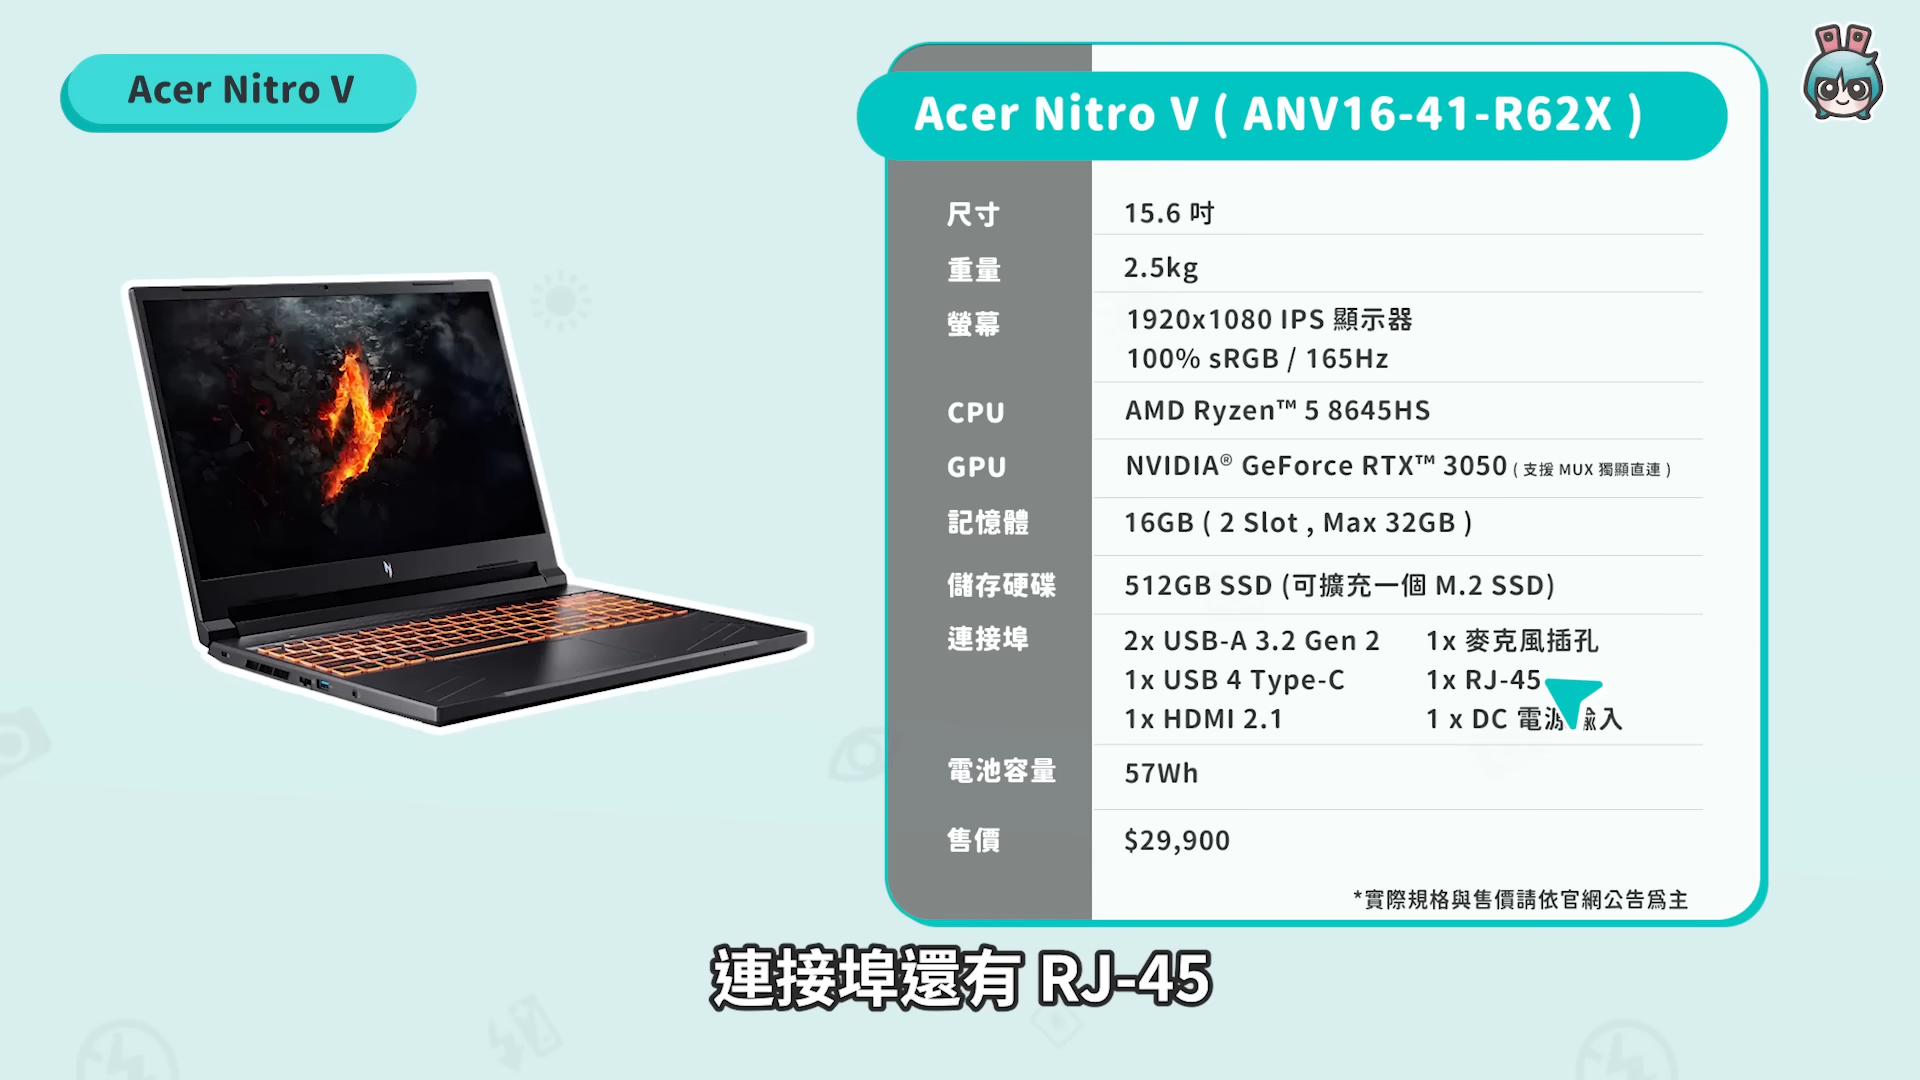 Acer Nitro V
Acer Nitro V ( ANV16-41-R62X )
尺寸 15.6 吋
重量 2.5kg
螢幕 1920x1080 IPS 顯示器
100% sRGB / 165Hz
CPU AMD Ryzen™ 5 8645HS
GPU NVIDIA® GeForce RTX™ 3050 ( 支援 MUX 獨顯直連 )
記憶體 16GB ( 2 Slot , Max 32GB )
儲存硬碟 512GB SSD (可擴充一個 M.2 SSD)
連接埠 2x USB-A 3.2 Gen 2 1x 麥克風插孔
1x USB 4 Type-C 1x RJ-45
1x HDMI 2.1 1 x DC 電源輸入
電池容量 57Wh
售價 $29,900
*實際規格與售價請依官網公告為主
連接埠還有 RJ-45